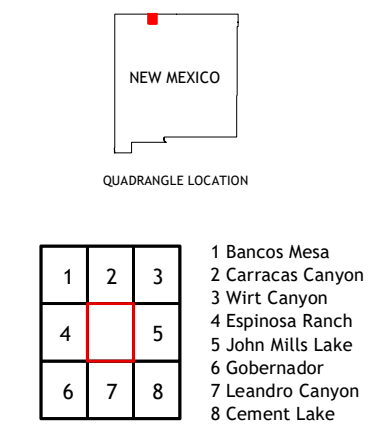 NEW MEXICO
QUADRANGLE LOCATION
1 2 3
4 5
6 7 8
1 Bancos Mesa
2 Carracas Canyon
3 Wirt Canyon
4 Espinosa Ranch
5 John Mills Lake
6 Gobernador
7 Leandro Canyon
8 Cement Lake